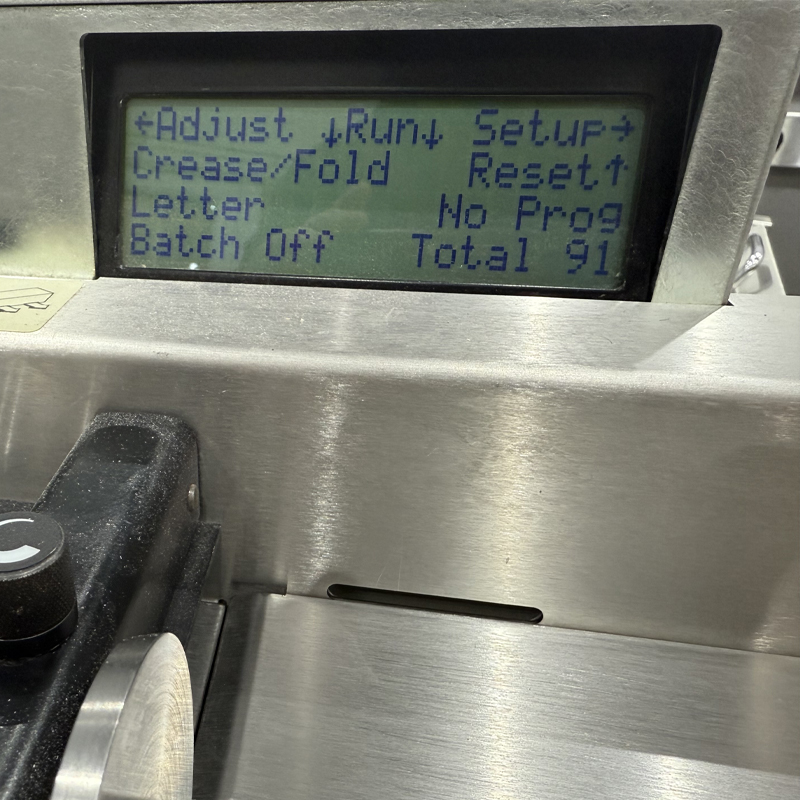 ←Adjust ↓Run↓ Setup→
Crease/Fold Reset↑
Letter No Prog
Batch Off Total 91